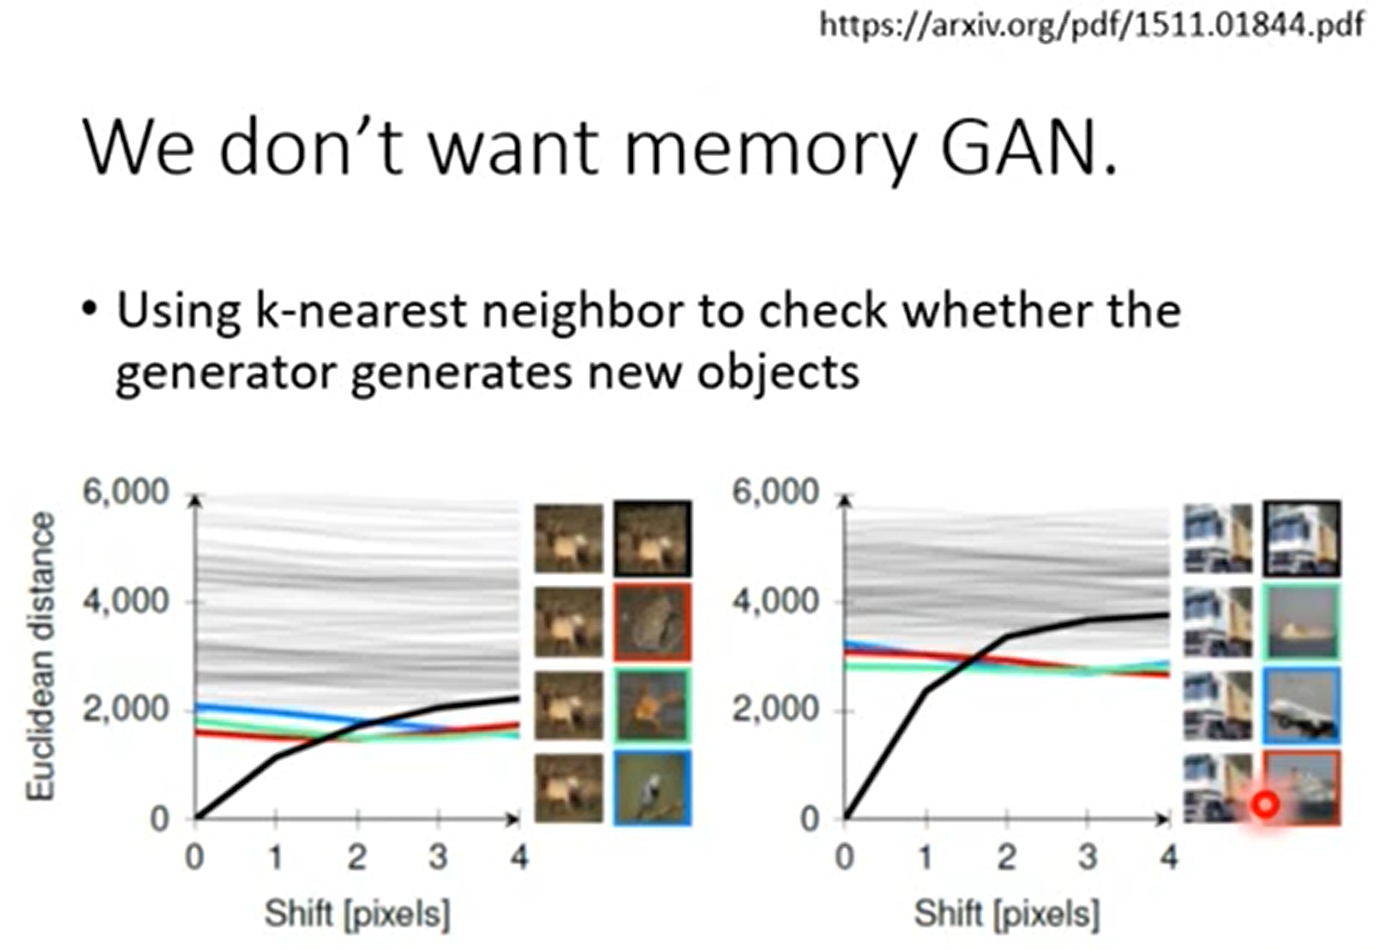 https://arxiv.org/pdf/1511.01844.pdf
We don’t want memory GAN.
• Using k-nearest neighbor to check whether the
generator generates new objects
Euclidean distance
6,000
4,000
2,000
0
0 1 2 3 4
Shift [pixels]
6,000
4,000
2,000
0
0 1 2 3 4
Shift [pixels]